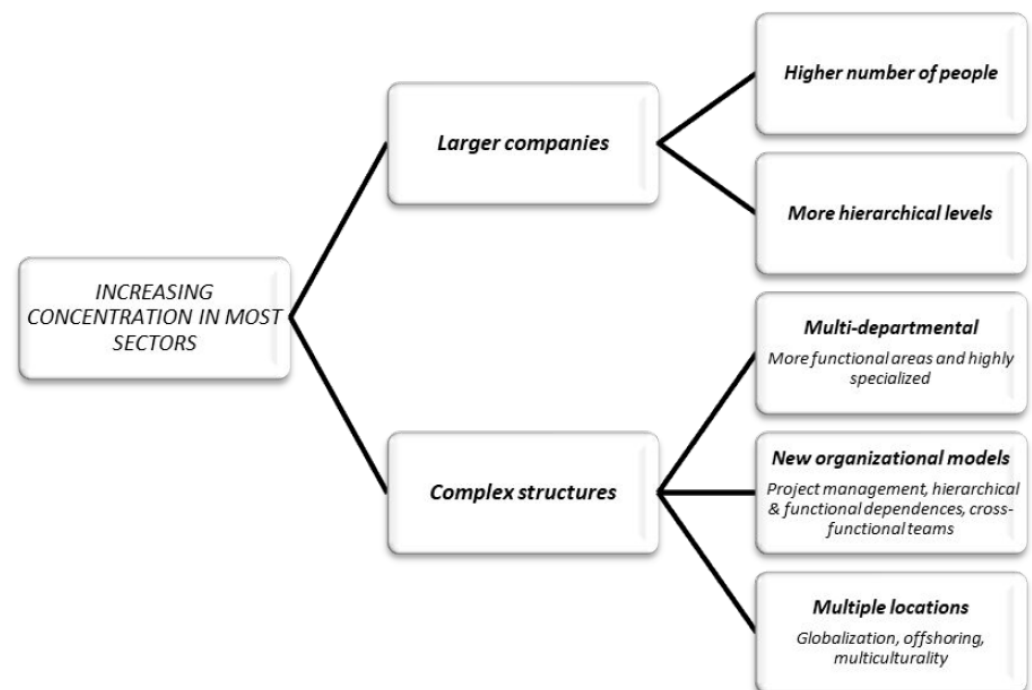 INCREASING
CONCENTRATION IN MOST
SECTORS
Larger companies
Higher number of people
More hierarchical levels
Complex structures
Multi-departmental
More functional areas and highly
specialized
New organizational models
Project management, hierarchical
& functional dependences, cross-
functional teams
Multiple locations
Globalization, offshoring,
multiculturality